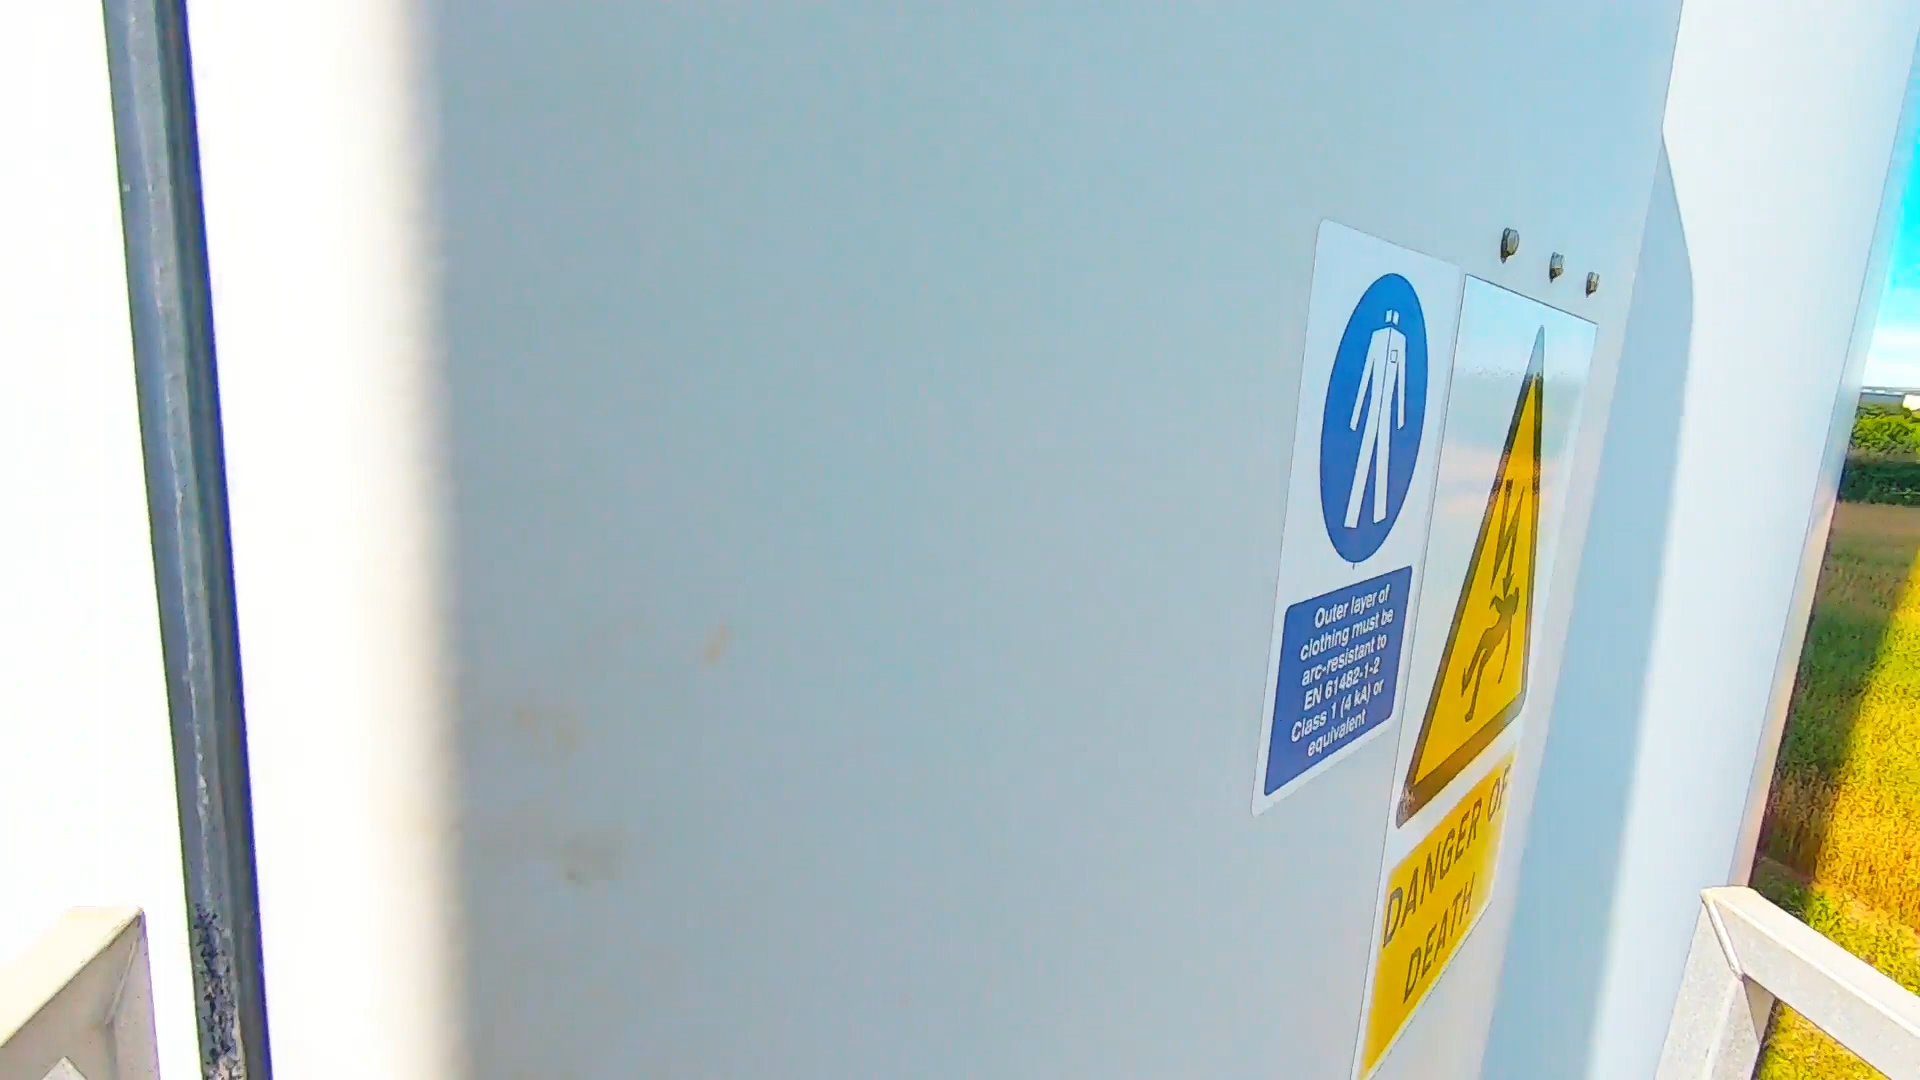 Outer layer of
clothing must be
arc-resistant to
EN 61482-1-2
Class 1 (4 kA) or
equivalent
DANGER OF
DEATH